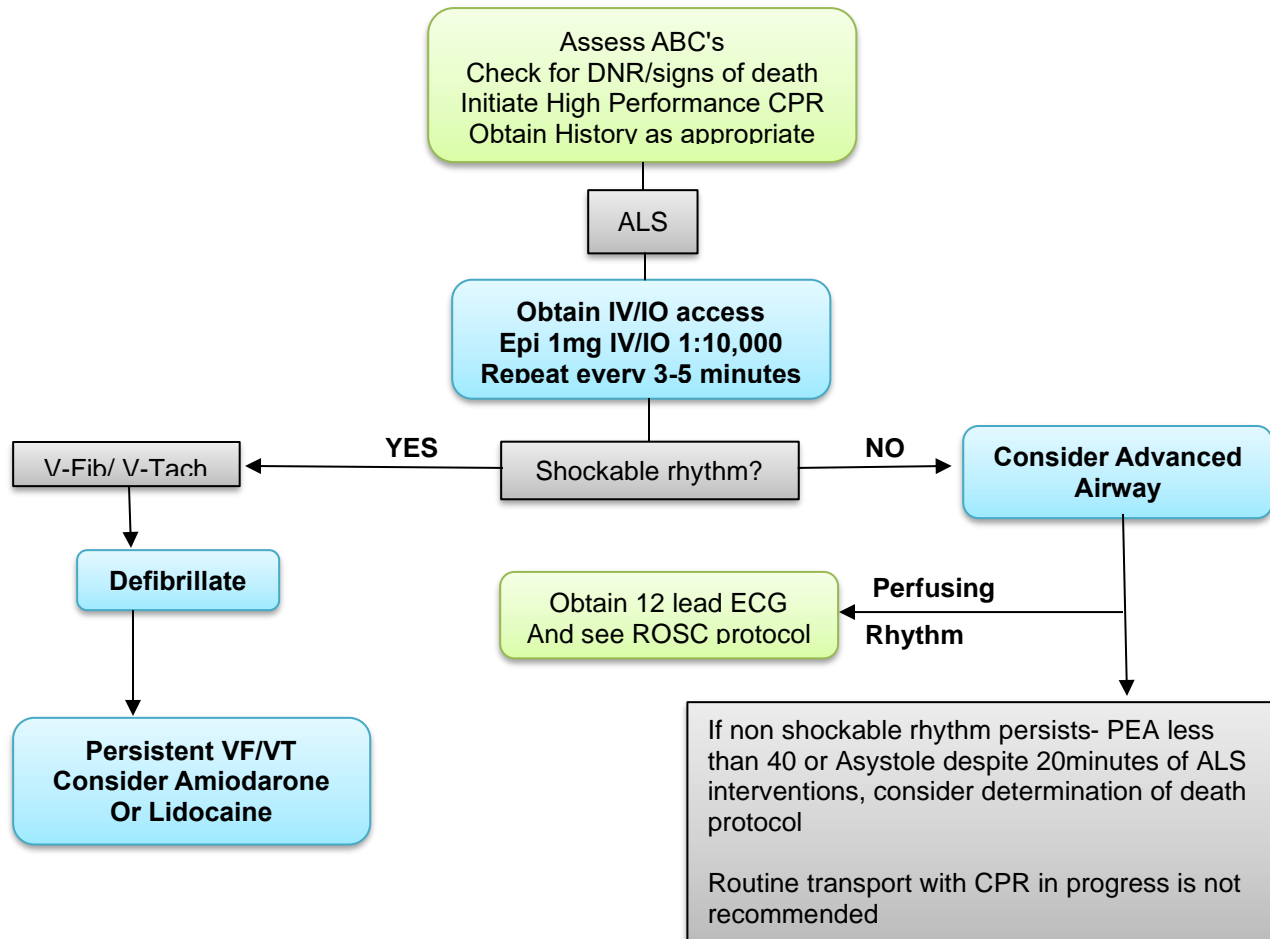 Assess ABC's
Check for DNR/signs of death
Initiate High Performance CPR
Obtain History as appropriate
ALS
Obtain IV/IO access
Epi 1mg IV/IO 1:10,000
Repeat every 3-5 minutes
YES
Shockable rhythm?
NO
V-Fib/ V-Tach
Consider Advanced
Airway
Defibrillate
Obtain 12 lead ECG
And see ROSC protocol
Perfusing
Rhythm
Persistent VF/VT
Consider Amiodarone
Or Lidocaine
If non shockable rhythm persists- PEA less
than 40 or Asystole despite 20minutes of ALS
interventions, consider determination of death
protocol
Routine transport with CPR in progress is not
recommended